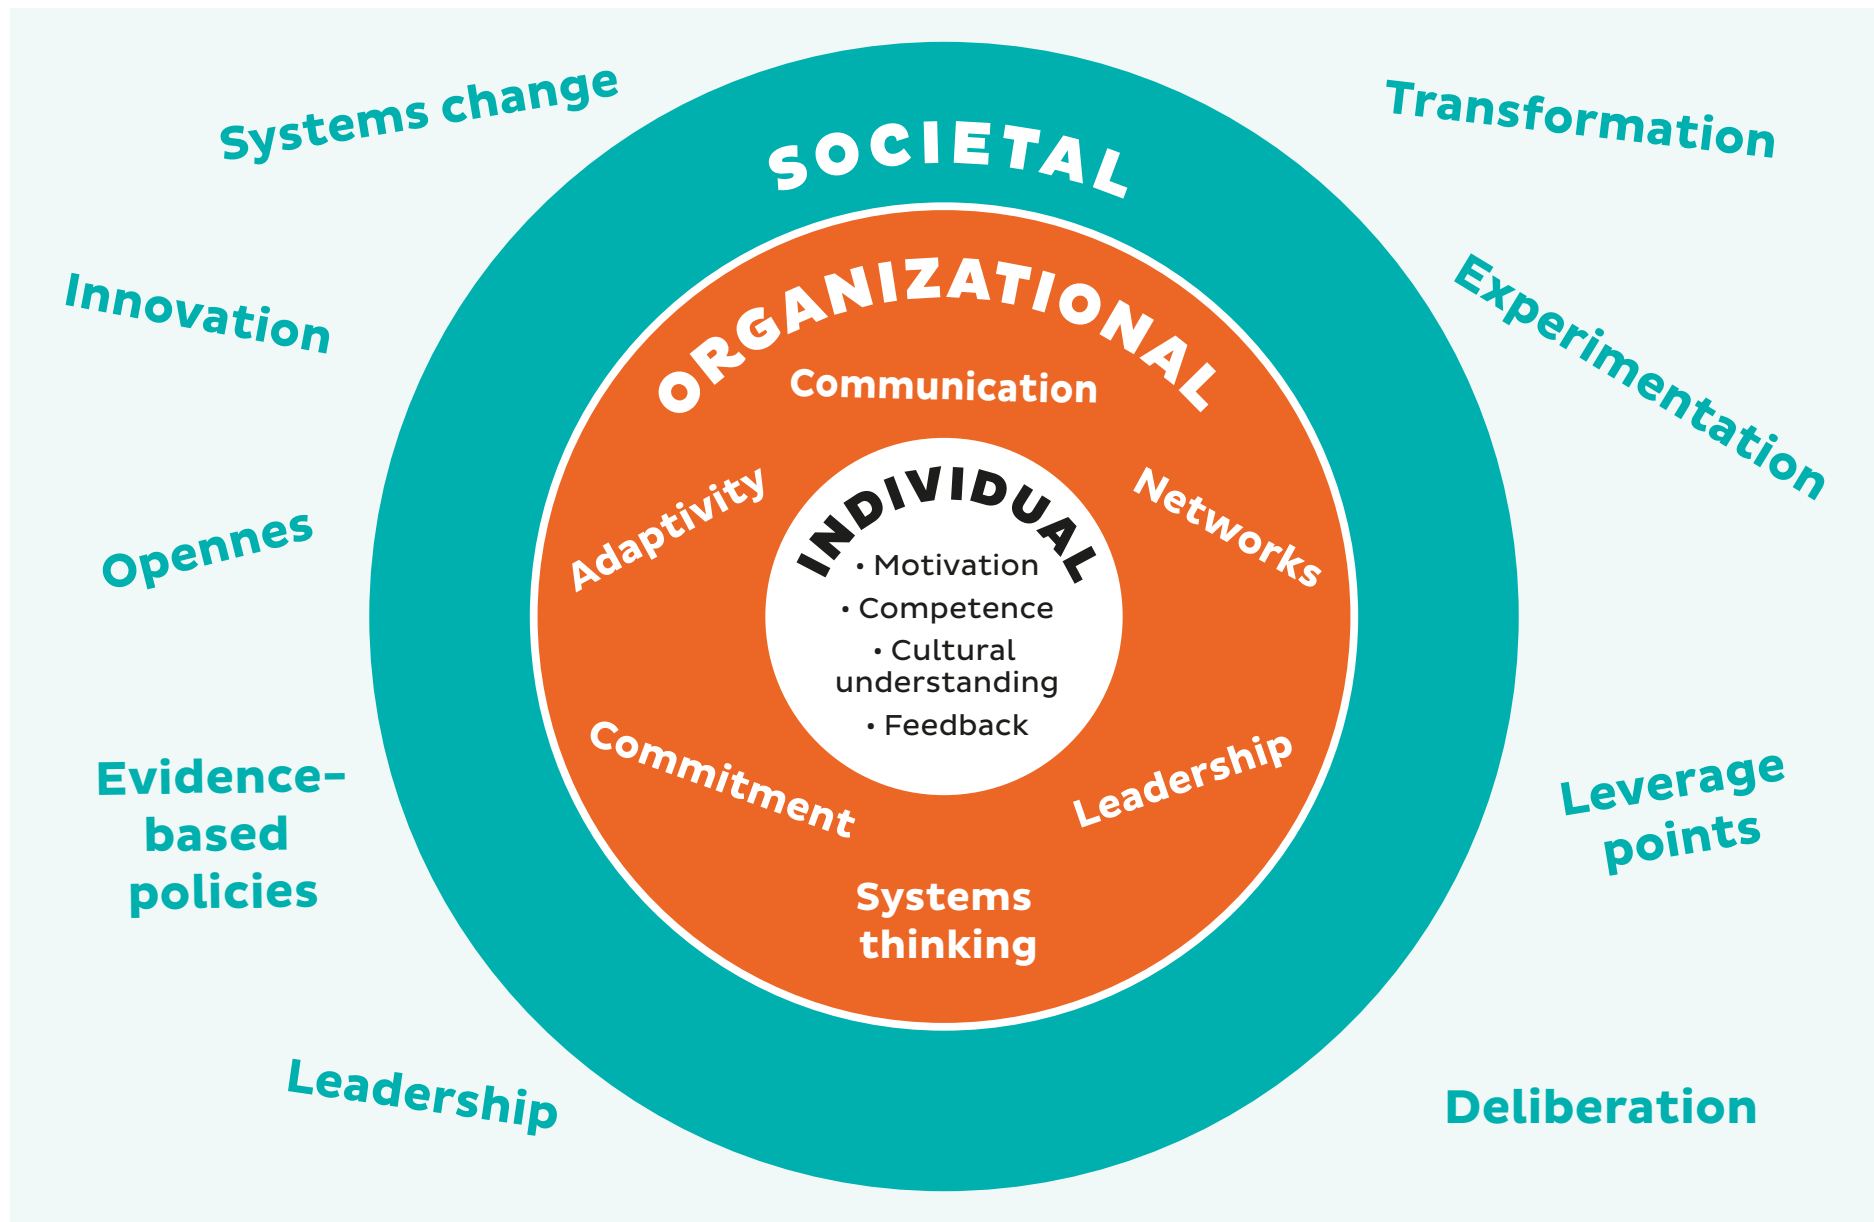 Systems change
Transformation
SOCIETAL
Innovation
Experimentation
ORGANIZATIONAL
Communication
Adaptivity
Networks
INDIVIDUAL
• Motivation
• Competence
• Cultural
understanding
• Feedback
Opennes
Commitment
Leadership
Evidence-
based
policies
Leverage
points
Systems
thinking
Leadership
Deliberation